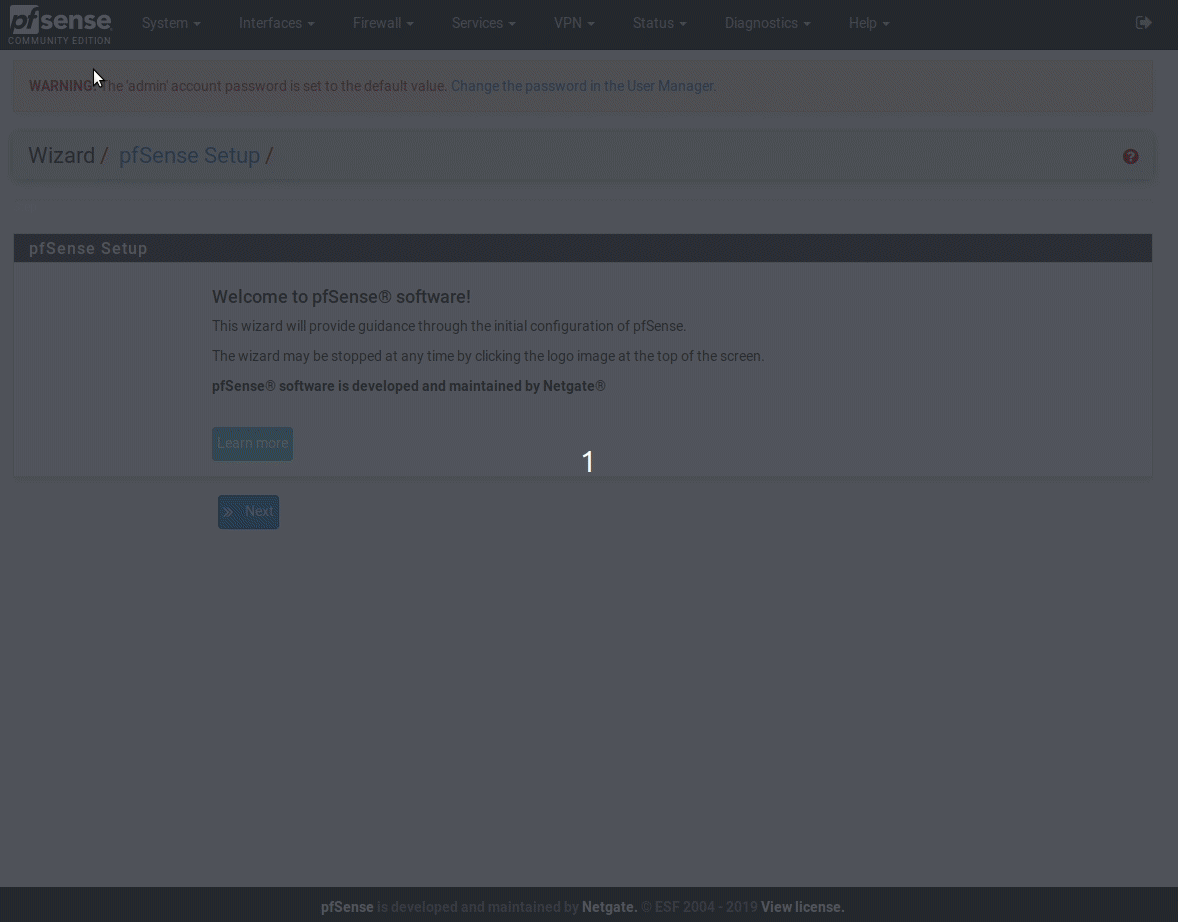 pfsense System Interfaces Firewall Services VPN Status Diagnostics Help
COMMUNITY EDITION
WARNING: The 'admin' account password is set to the default value. Change the password in the User Manager.
Wizard / pfSense Setup /
pfSense Setup
Welcome to pfSense® software!
This wizard will provide guidance through the initial configuration of pfSense.
The wizard may be stopped at any time by clicking the logo image at the top of the screen.
pfSense® software is developed and maintained by Netgate®
Learn more
1
» Next
pfSense is developed and maintained by Netgate. © ESF 2004 - 2019 View license.